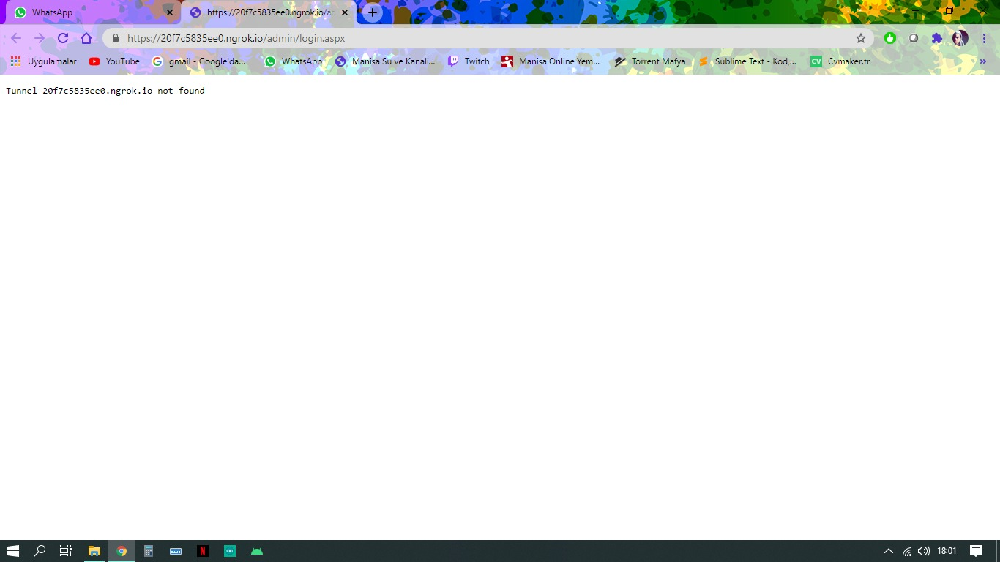 WhatsApp
https://20f7c5835ee0.ngrok.io/ac
https://20f7c5835ee0.ngrok.io/admin/login.aspx
Uygulamalar
YouTube
gmail - Google'da...
WhatsApp
Manisa Su ve Kanali...
Twitch
Manisa Online Yem...
Torrent Mafya
Sublime Text - Kod,...
CV
Cvmaker.tr
Tunnel 20f7c5835ee0.ngrok.io not found
18:01